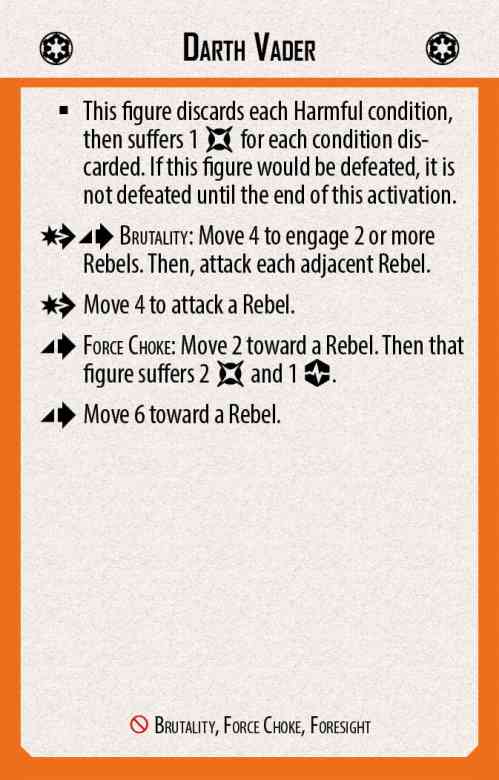 DARTH VADER
▪ This figure discards each Harmful condition,
then suffers 1 for each condition dis-
carded. If this figure would be defeated, it is
not defeated until the end of this activation.
BRUTALITY: Move 4 to engage 2 or more
Rebels. Then, attack each adjacent Rebel.
Move 4 to attack a Rebel.
FORCE CHOKE: Move 2 toward a Rebel. Then that
figure suffers 2 and 1 .
Move 6 toward a Rebel.
BRUTALITY, FORCE CHOKE, FORESIGHT